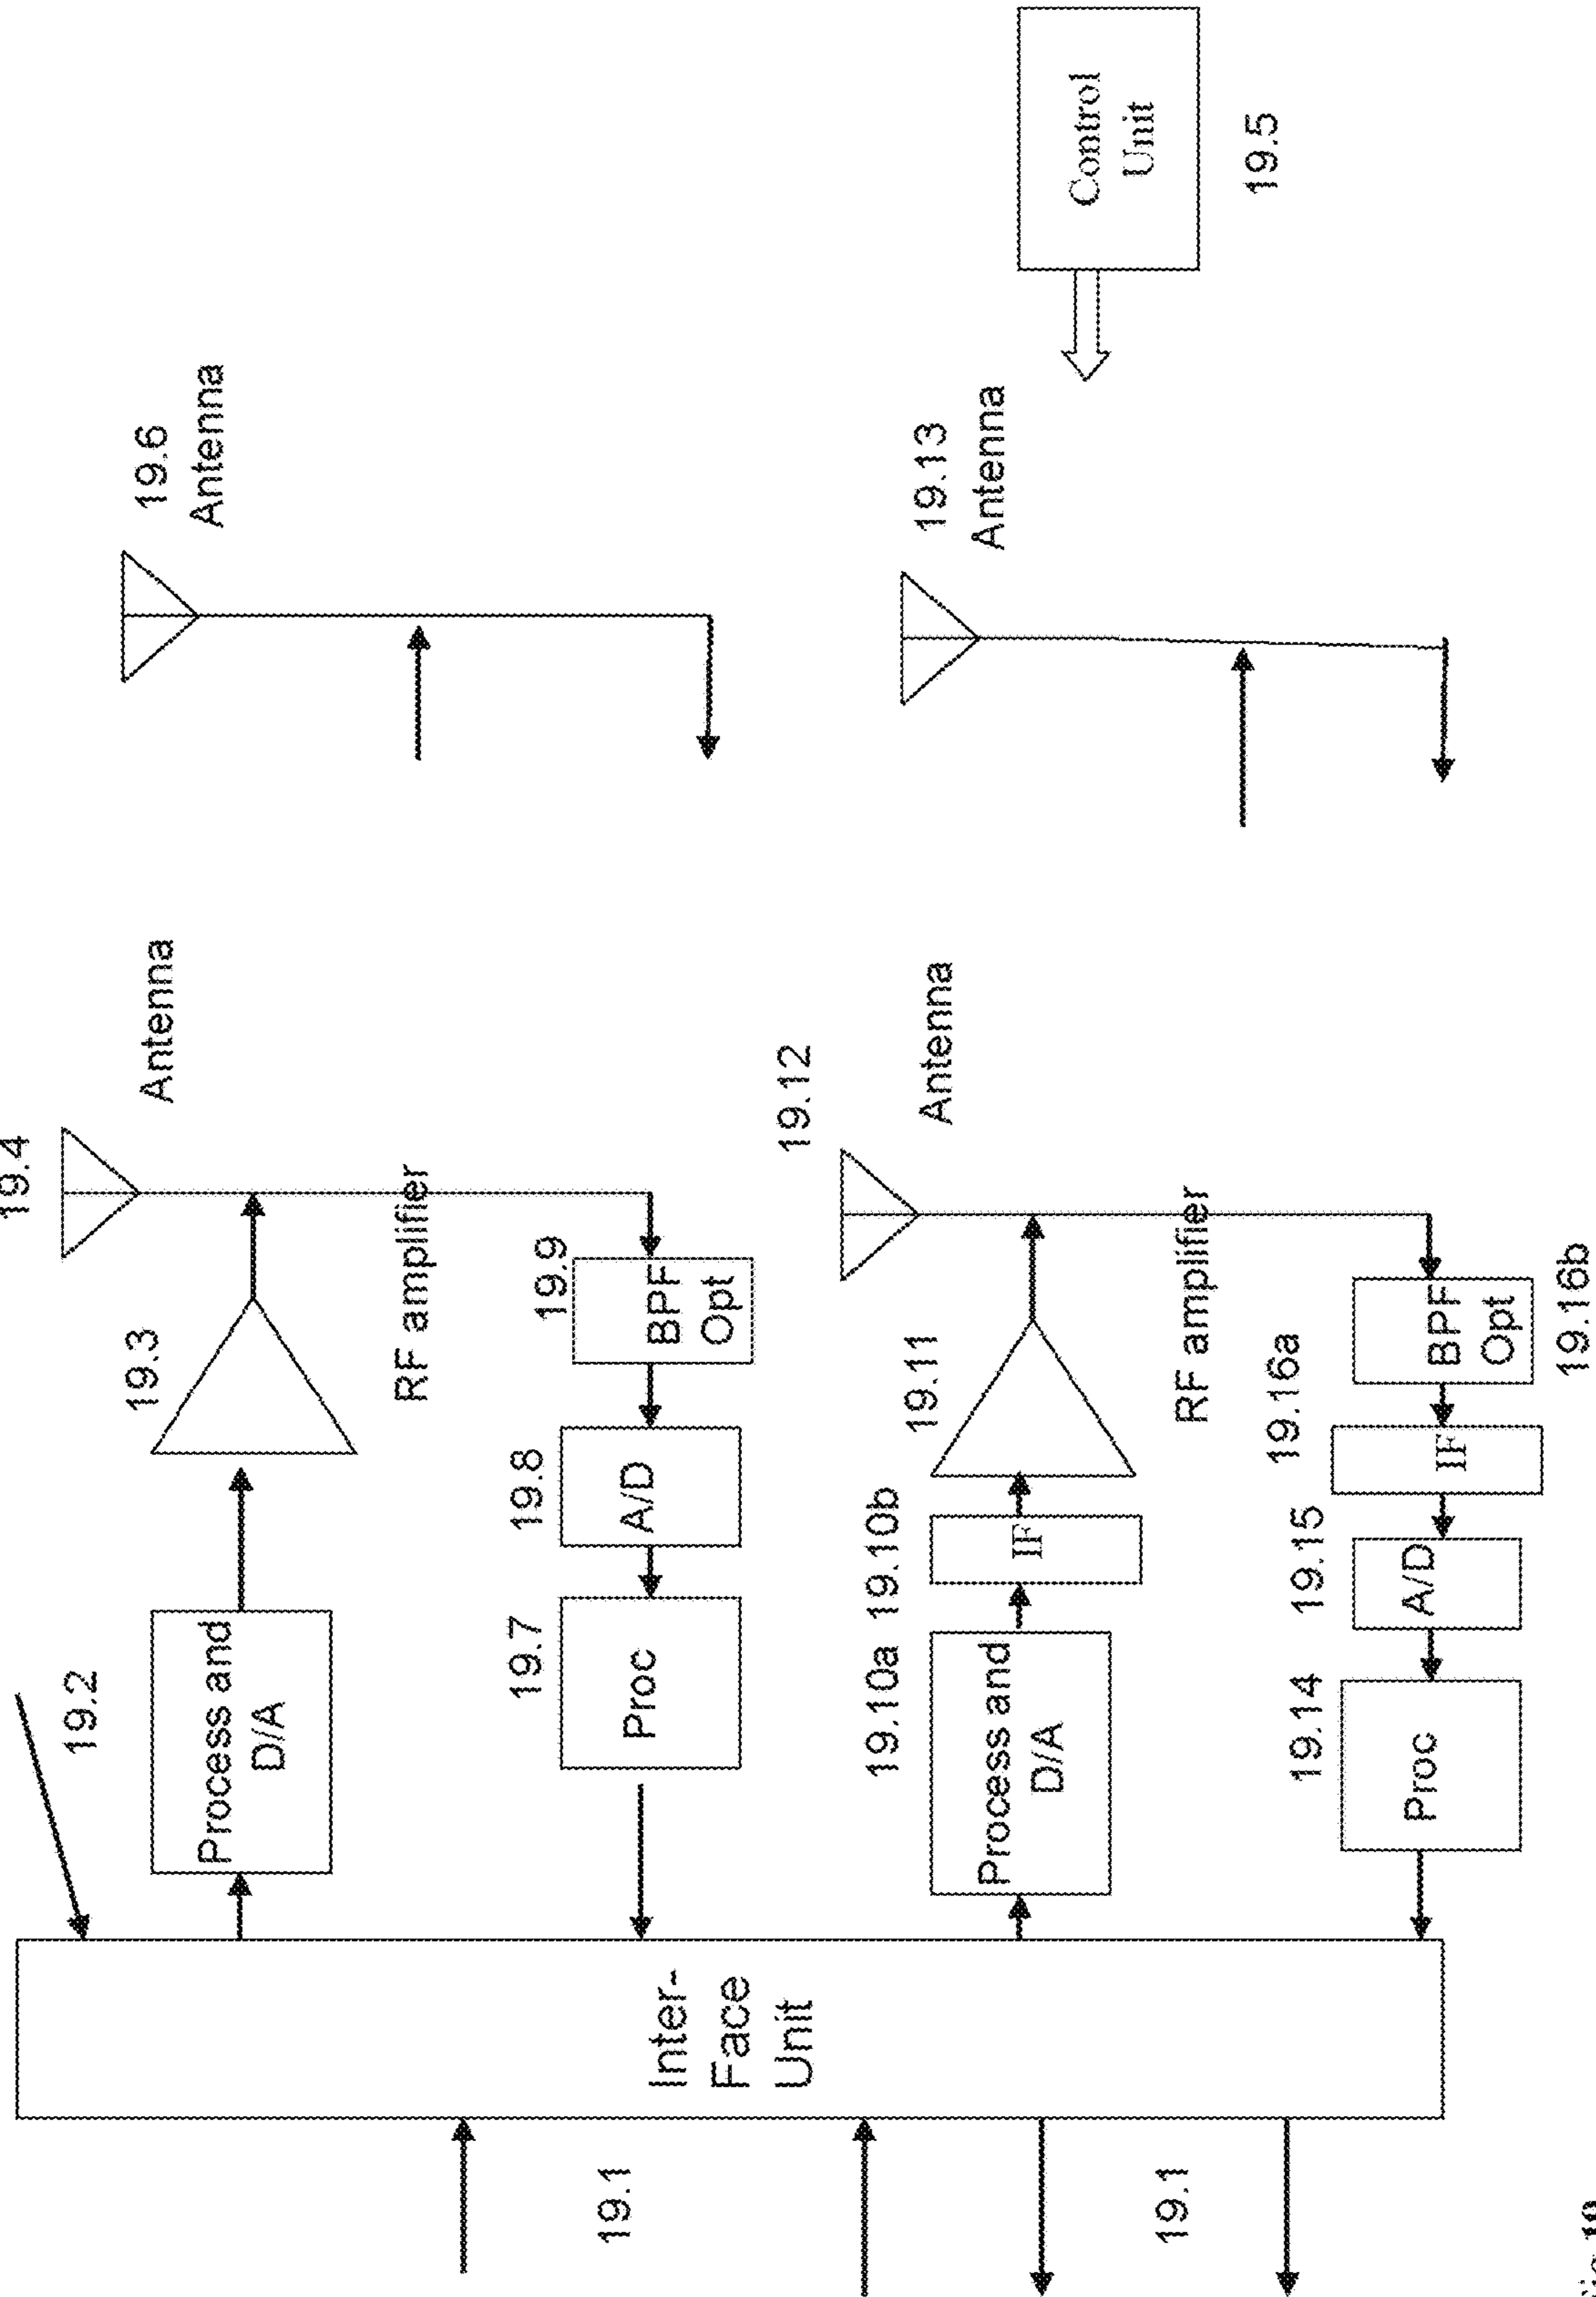 19.4
Antenna
19.6
Antenna
19.2
19.3
Process and
D/A
RF amplifier
19.7
19.8
19.9
Proc
A/D
BPF
Opt
Inter-
Face
Unit
19.12
Antenna
19.13
Antenna
19.10a
19.10b
19.11
Process and
D/A
IF
Control
Unit
RF amplifier
19.5
19.1
19.14
19.15
19.16a
Proc
A/D
IF
BPF
Opt
19.16b
19.1
19